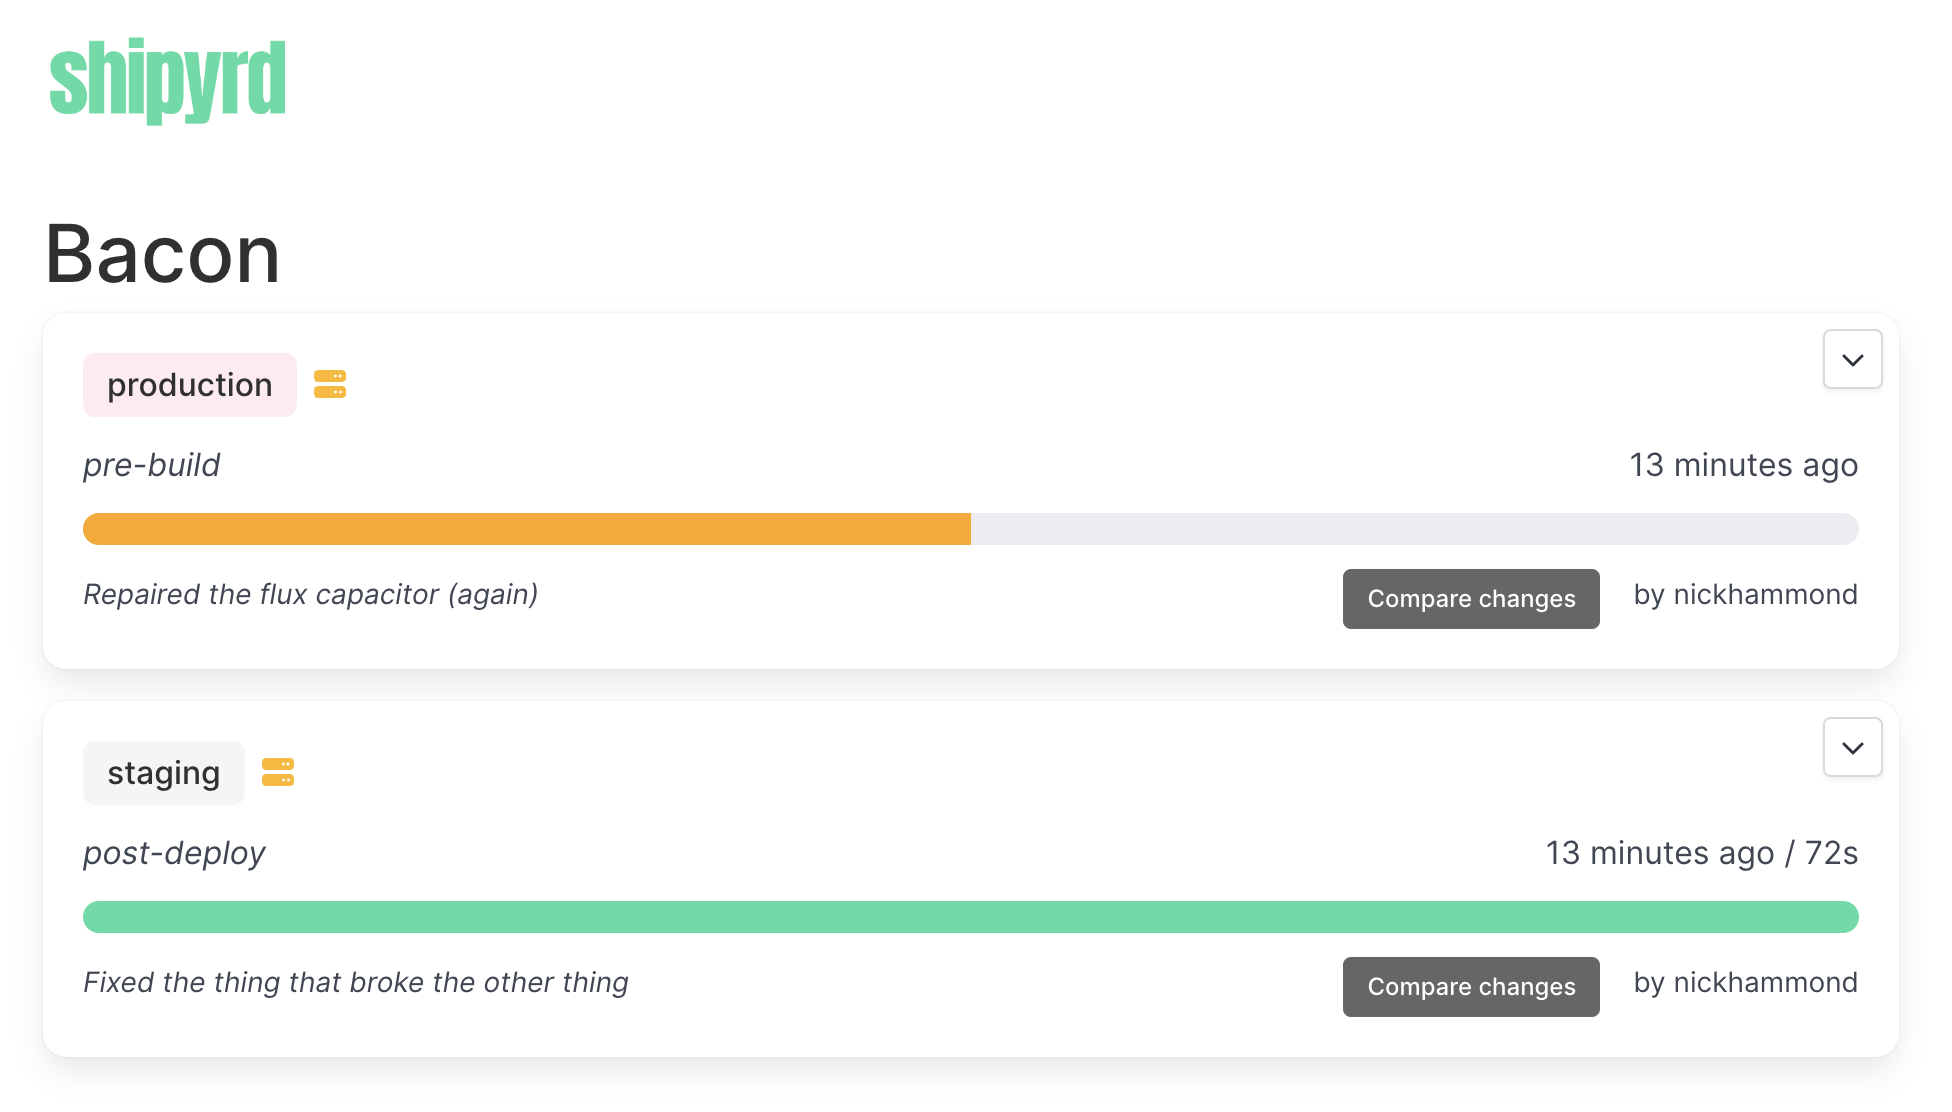 shipyrd
Bacon
production
pre-build 13 minutes ago
Repaired the flux capacitor (again) Compare changes by nickhammond
staging
post-deploy 13 minutes ago / 72s
Fixed the thing that broke the other thing Compare changes by nickhammond